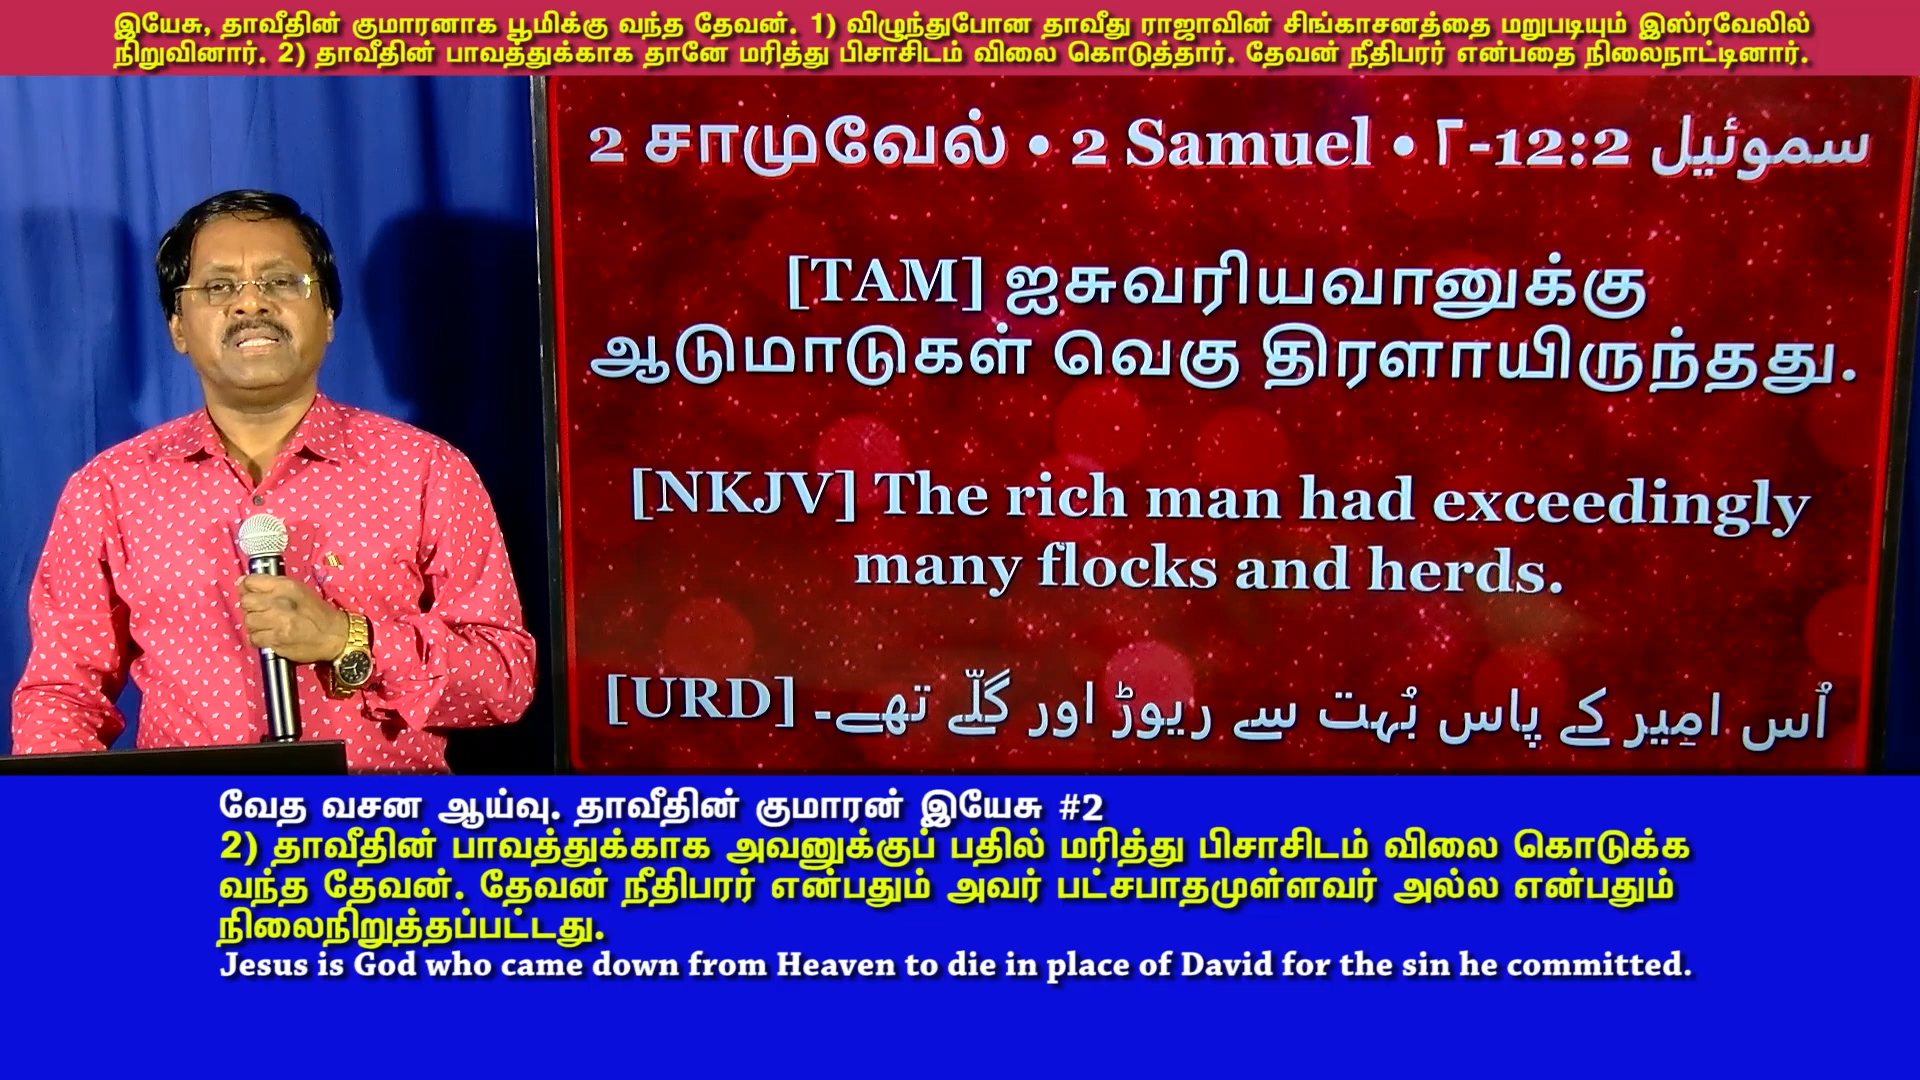 இயேசு, தாவீதின் குமாரனாக பூமிக்கு வந்த தேவன். 1) விழுந்துபோன தாவீது ராஜாவின் சிங்காசனத்தை மறுபடியும் இஸ்ரவேலில்
நிறுவினார். 2) தாவீதின் பாவத்துக்காக தானே மரித்து பிசாசிடம் விலை கொடுத்தார். தேவன் நீதிபரர் என்பதை நிலைநாட்டினார்.
2 சாமுவேல் • 2 Samuel • ۲-12:2 سموئیل
[TAM] ஐசுவரியவானுக்கு
ஆடுமாடுகள் வெகு திரளாயிருந்தது.
[NKJV] The rich man had exceedingly
many flocks and herds.
[URD] اُس امِیر کے پاس بُہت سے ریوڑ اور گلّے تھے۔
வேத வசன ஆய்வு. தாவீதின் குமாரன் இயேசு #2
2) தாவீதின் பாவத்துக்காக அவனுக்குப் பதில் மரித்து பிசாசிடம் விலை கொடுக்க
வந்த தேவன். தேவன் நீதிபரர் என்பதும் அவர் பட்சபாதமுள்ளவர் அல்ல என்பதும்
நிலைநிறுத்தப்பட்டது.
Jesus is God who came down from Heaven to die in place of David for the sin he committed.